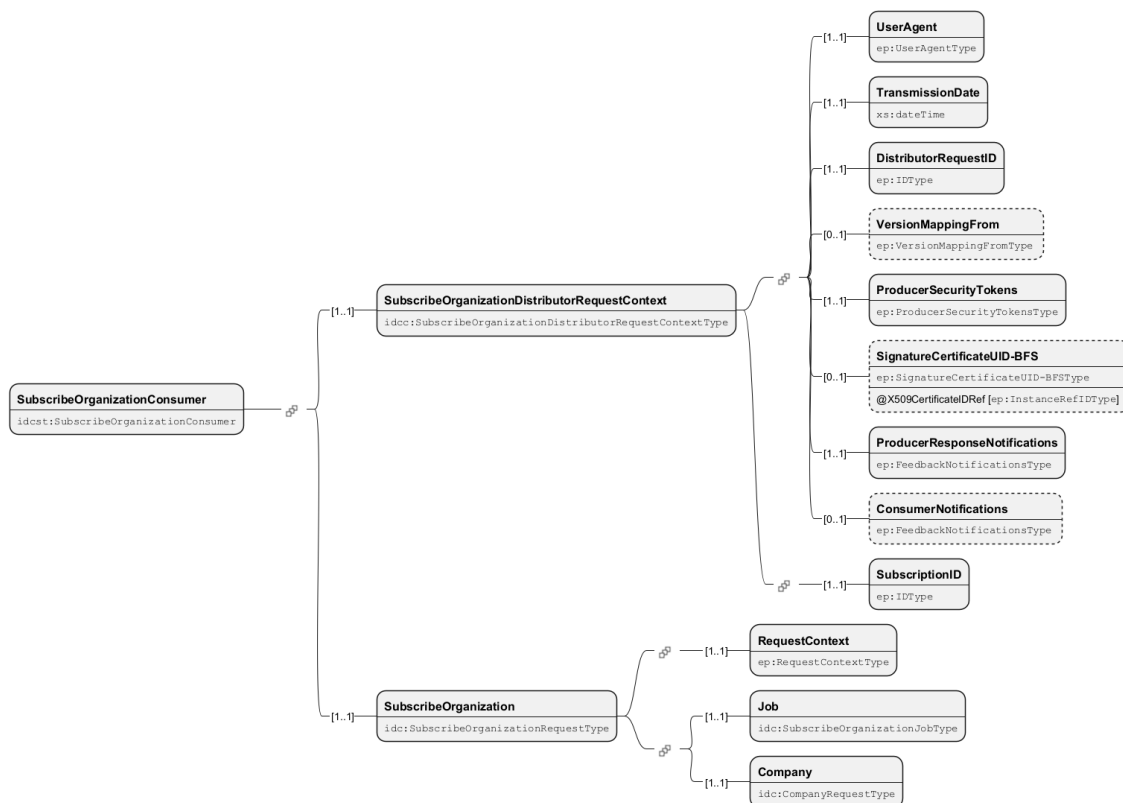 UserAgent
[1..1]
ep:UserAgentType
TransmissionDate
[1..1]
xs:dateTime
DistributorRequestID
[1..1]
ep:IDType
VersionMappingFrom
[0..1]
ep:VersionMappingFromType
ProducerSecurityTokens
[1..1]
ep:ProducerSecurityTokensType
SubscribeOrganizationDistributorRequestContext
[1..1]
idcc:SubscribeOrganizationDistributorRequestContextType
SignatureCertificateUID-BFS
[0..1]
ep:SignatureCertificateUID-BFSType
@X509CertificateIDRef [ep:InstanceRefIDType]
SubscribeOrganizationConsumer
idcst:SubscribeOrganizationConsumer
ProducerResponseNotifications
[1..1]
ep:FeedbackNotificationsType
ConsumerNotifications
[0..1]
ep:FeedbackNotificationsType
SubscriptionID
[1..1]
ep:IDType
RequestContext
[1..1]
ep:RequestContextType
SubscribeOrganization
[1..1]
idc:SubscribeOrganizationRequestType
Job
[1..1]
idc:SubscribeOrganizationJobType
Company
[1..1]
idc:CompanyRequestType